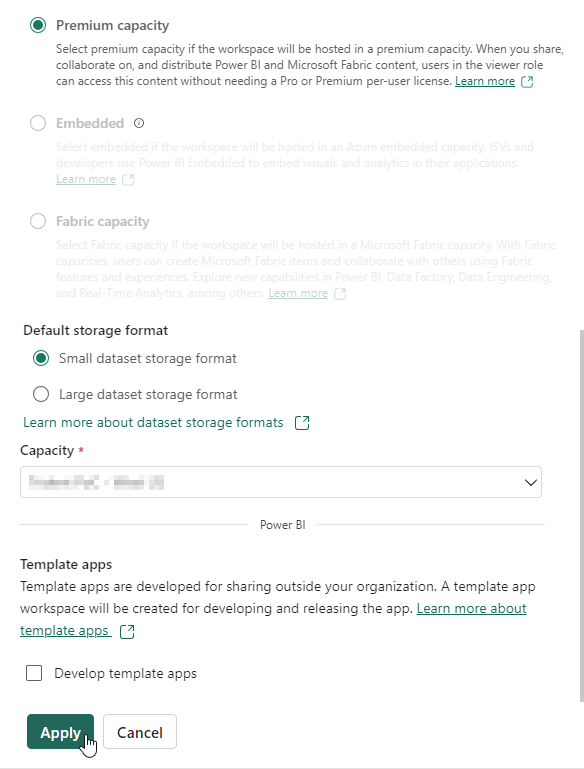 Premium capacity
Select premium capacity if the workspace will be hosted in a premium capacity. When you share,
collaborate on, and distribute Power BI and Microsoft Fabric content, users in the viewer role
can access this content without needing a Pro or Premium per-user license. Learn more
Embedded
Select embedded if the workspace will be hosted in an Azure embedded capacity. ISVs and
developers use Power BI Embedded to embed visuals and analytics in their applications.
Learn more
Fabric capacity
Select Fabric capacity if the workspace will be hosted in a Microsoft Fabric capacity. With Fabric
capacities, users can create Microsoft Fabric items and collaborate with others using Fabric
features and experiences. Explore new capabilities in Power BI, Data Factory, Data Engineering,
and Real-Time Analytics, among others. Learn more
Default storage format
Small dataset storage format
Large dataset storage format
Learn more about dataset storage formats
Capacity *
Power BI
Template apps
Template apps are developed for sharing outside your organization. A template app
workspace will be created for developing and releasing the app. Learn more about
template apps
Develop template apps
Apply Cancel